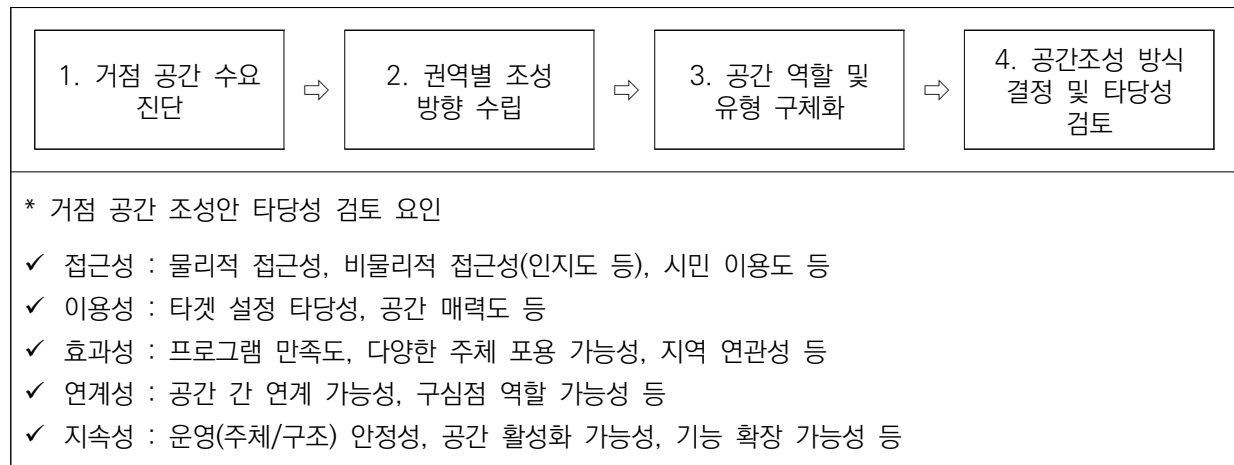 1. 거점 공간 수요
진단
⇨
2. 권역별 조성
방향 수립
⇨
3. 공간 역할 및
유형 구체화
⇨
4. 공간조성 방식
결정 및 타당성
검토
* 거점 공간 조성안 타당성 검토 요인
✓ 접근성 : 물리적 접근성, 비물리적 접근성(인지도 등), 시민 이용도 등
✓ 이용성 : 타겟 설정 타당성, 공간 매력도 등
✓ 효과성 : 프로그램 만족도, 다양한 주체 포용 가능성, 지역 연관성 등
✓ 연계성 : 공간 간 연계 가능성, 구심점 역할 가능성 등
✓ 지속성 : 운영(주체/구조) 안정성, 공간 활성화 가능성, 기능 확장 가능성 등